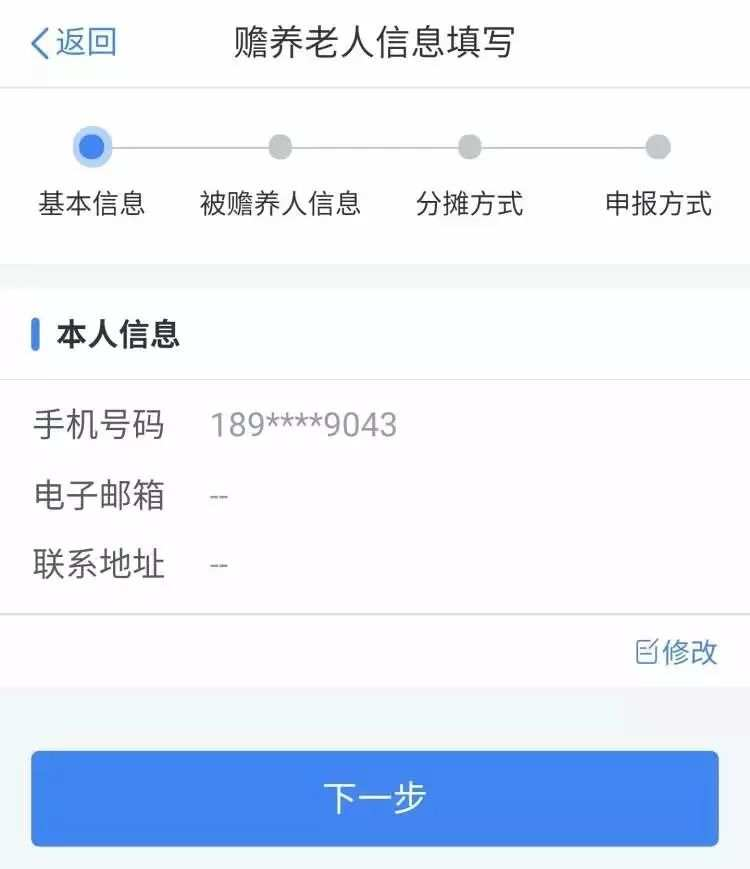 返回 赡养老人信息填写
基本信息 被赡养人信息 分摊方式 申报方式
本人信息
手机号码 189****9043
电子邮箱 --
联系地址 --
修改
下一步